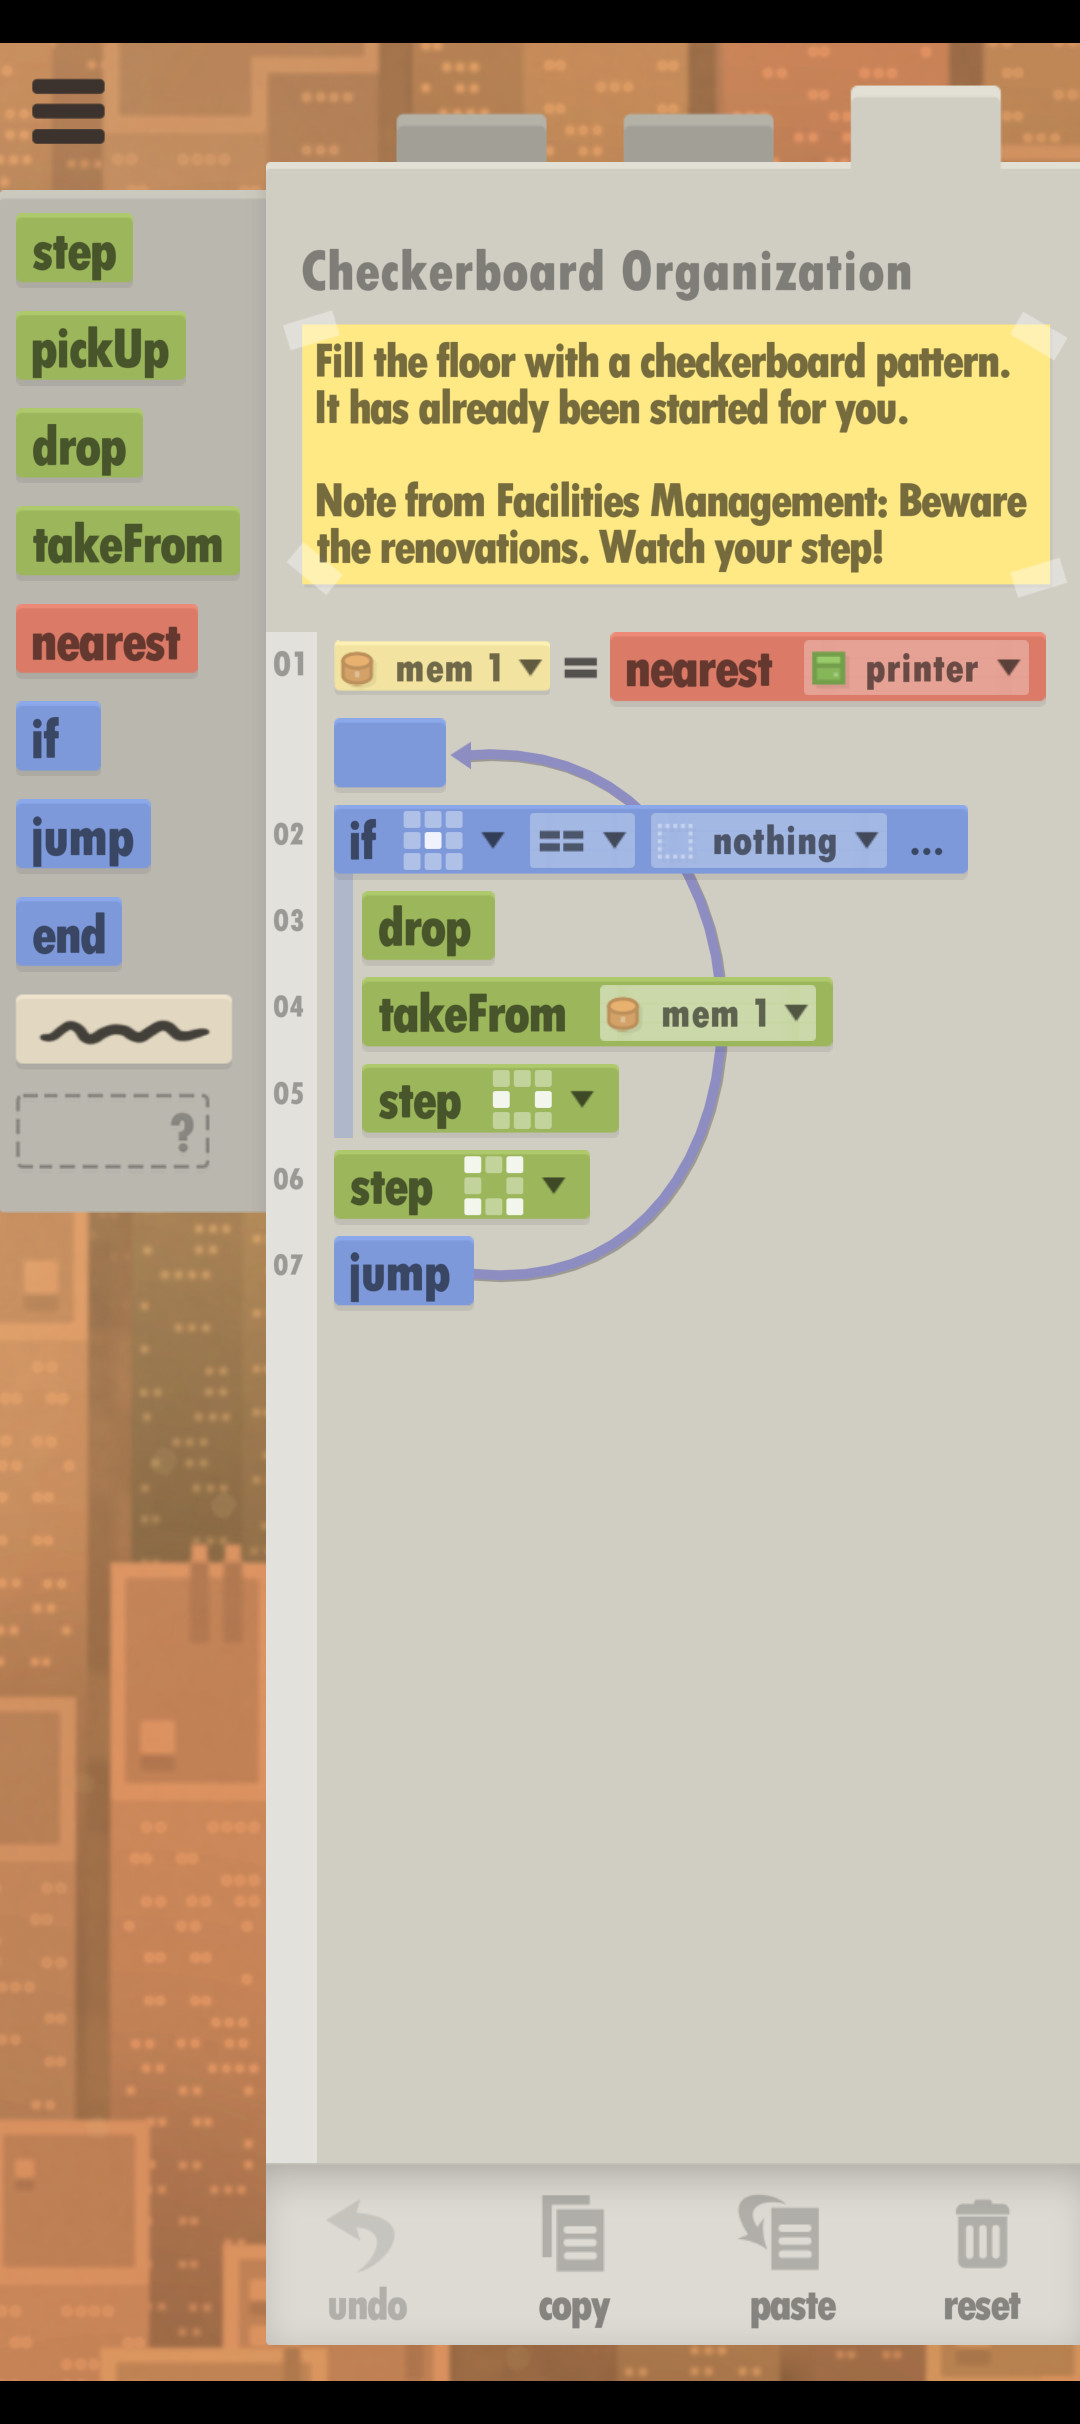 Checkerboard Organization
Fill the floor with a checkerboard pattern.
It has already been started for you.
Note from Facilities Management: Beware
the renovations. Watch your step!
step
pickUp
drop
takeFrom
nearest
if
jump
end
?
01 mem 1 = nearest printer
02 if == nothing ...
03 drop
04 takeFrom mem 1
05 step
06 step
07 jump
undo copy paste reset